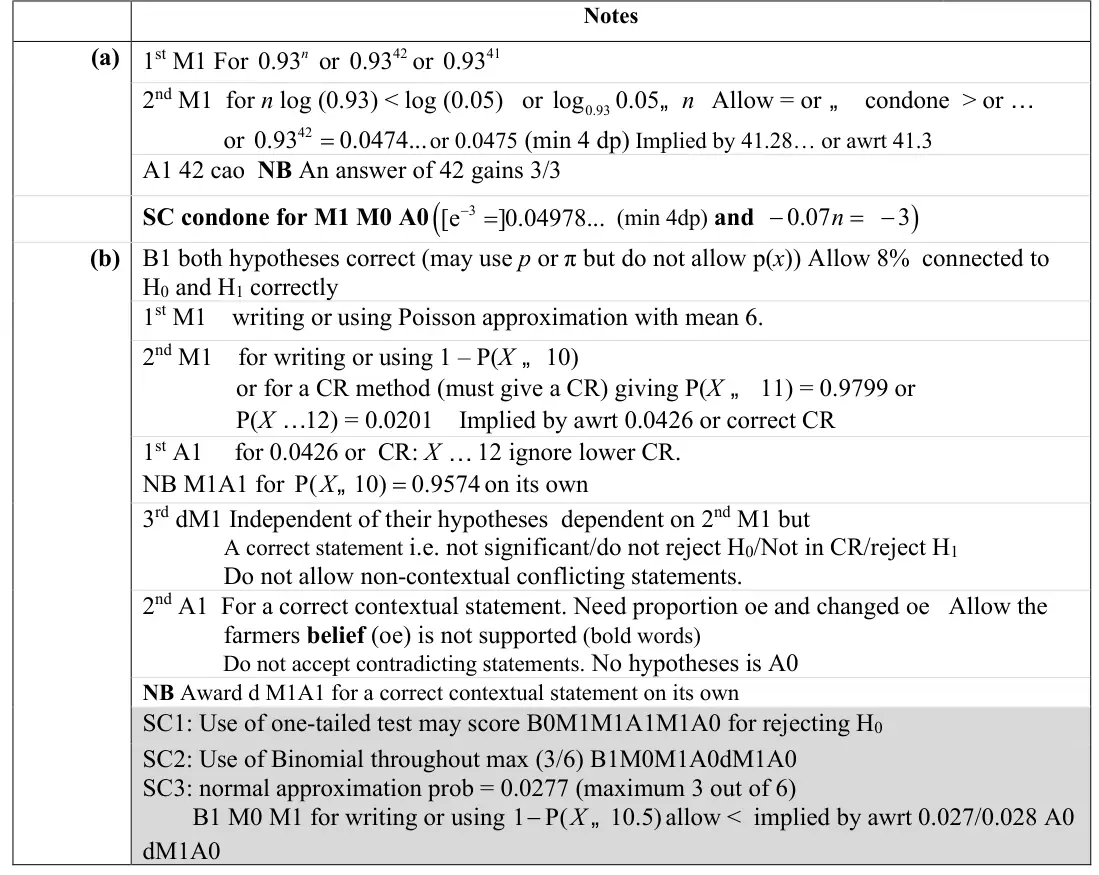 Notes
(a) 1st M1 For 0.93ⁿ or 0.93⁴² or 0.93⁴¹
2nd M1 for n log (0.93) < log (0.05) or log₀.₉₃ 0.05„ n Allow = or „ condone > or …
or 0.93⁴² = 0.0474... or 0.0475 (min 4 dp) Implied by 41.28… or awrt 41.3
A1 42 cao NB An answer of 42 gains 3/3
SC condone for M1 M0 A0 ([e⁻³ =]0.04978... (min 4dp) and −0.07n = −3)
(b) B1 both hypotheses correct (may use p or π but do not allow p(x)) Allow 8% connected to
H₀ and H₁ correctly
1st M1 writing or using Poisson approximation with mean 6.
2nd M1 for writing or using 1 – P(X „ 10)
or for a CR method (must give a CR) giving P(X „ 11) = 0.9799 or
P(X …12) = 0.0201 Implied by awrt 0.0426 or correct CR
1st A1 for 0.0426 or CR: X … 12 ignore lower CR.
NB M1A1 for P(X„ 10) = 0.9574 on its own
3rd dM1 Independent of their hypotheses dependent on 2nd M1 but
A correct statement i.e. not significant/do not reject H₀/Not in CR/reject H₁
Do not allow non-contextual conflicting statements.
2nd A1 For a correct contextual statement. Need proportion oe and changed oe Allow the
farmers belief (oe) is not supported (bold words)
Do not accept contradicting statements. No hypotheses is A0
NB Award d M1A1 for a correct contextual statement on its own
SC1: Use of one-tailed test may score B0M1M1A1M1A0 for rejecting H₀
SC2: Use of Binomial throughout max (3/6) B1M0M1A0dM1A0
SC3: normal approximation prob = 0.0277 (maximum 3 out of 6)
B1 M0 M1 for writing or using 1 − P(X „ 10.5) allow < implied by awrt 0.027/0.028 A0
dM1A0